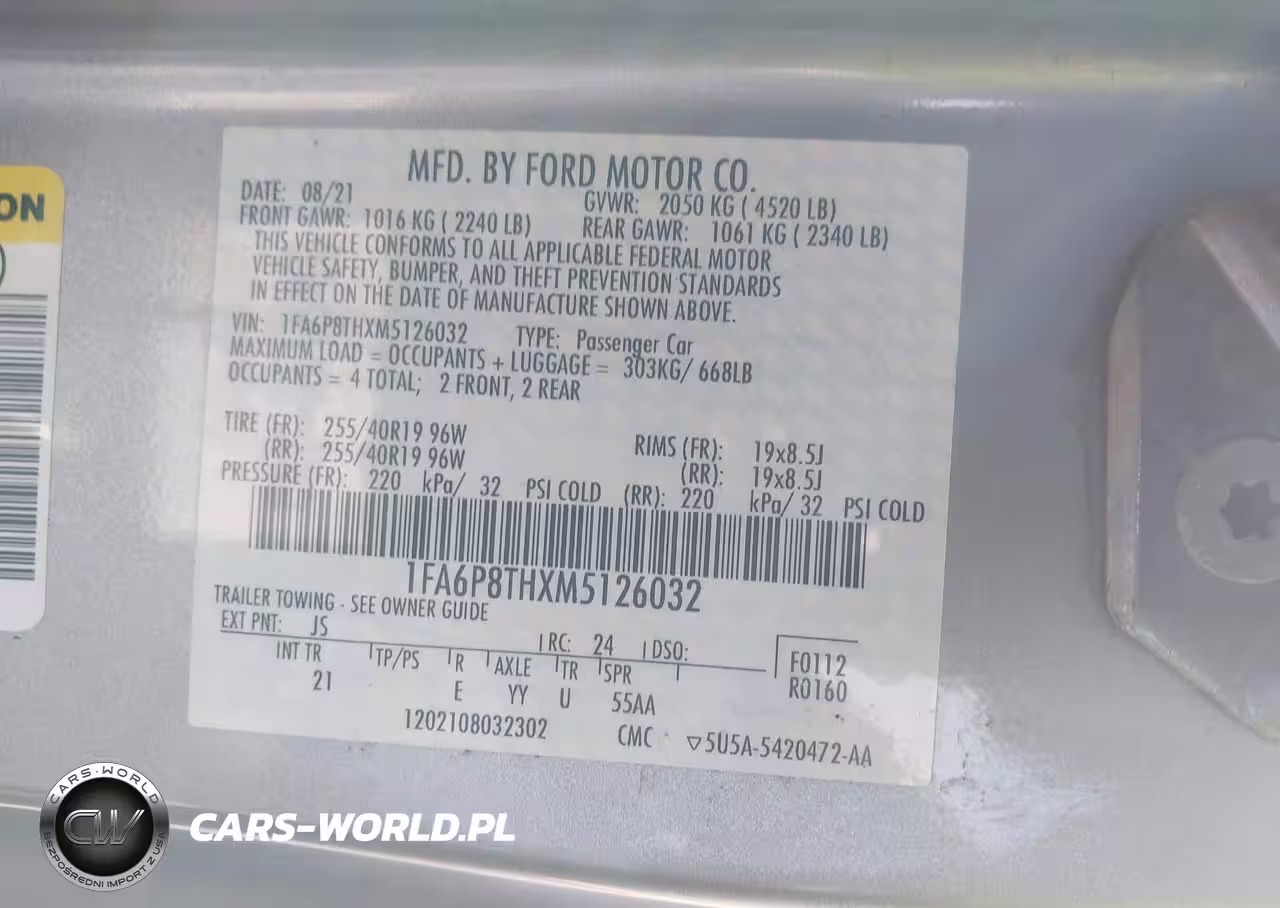 ON
MFD. BY FORD MOTOR CO.
DATE: 08/21 GVWR: 2050 KG ( 4520 LB)
FRONT GAWR: 1016 KG ( 2240 LB) REAR GAWR: 1061 KG ( 2340 LB)
THIS VEHICLE CONFORMS TO ALL APPLICABLE FEDERAL MOTOR
VEHICLE SAFETY, BUMPER, AND THEFT PREVENTION STANDARDS
IN EFFECT ON THE DATE OF MANUFACTURE SHOWN ABOVE.
VIN: 1FA6P8THXM5126032 TYPE: Passenger Car
MAXIMUM LOAD = OCCUPANTS + LUGGAGE = 303KG/ 668LB
OCCUPANTS = 4 TOTAL; 2 FRONT, 2 REAR
TIRE (FR): 255/40R19 96W RIMS (FR): 19x8.5J
(RR): 255/40R19 96W (RR): 19x8.5J
PRESSURE (FR): 220 kPa/ 32 PSI COLD (RR): 220 kPa/ 32 PSI COLD
1FA6P8THXM5126032
TRAILER TOWING - SEE OWNER GUIDE
EXT PNT: JS RC: 24 DSO:
INT TR TP/PS R AXLE TR SPR F0112
21 E YY U 55AA R0160
1202108032302 CMC ▽5U5A-5420472-AA
CARS-WORLD
CW
BEZPOŚREDNI IMPORT Z USA
CARS-WORLD.PL